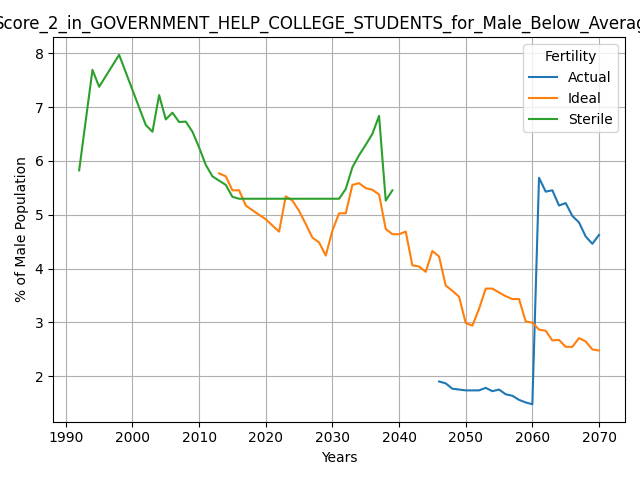 Score_2_in_GOVERNMENT_HELP_COLLEGE_STUDENTS_for_Male_Below_Averag
Fertility
Actual
Ideal
Sterile
% of Male Population
8
7
6
5
4
3
2
1990
2000
2010
2020
2030
2040
2050
2060
2070
Years